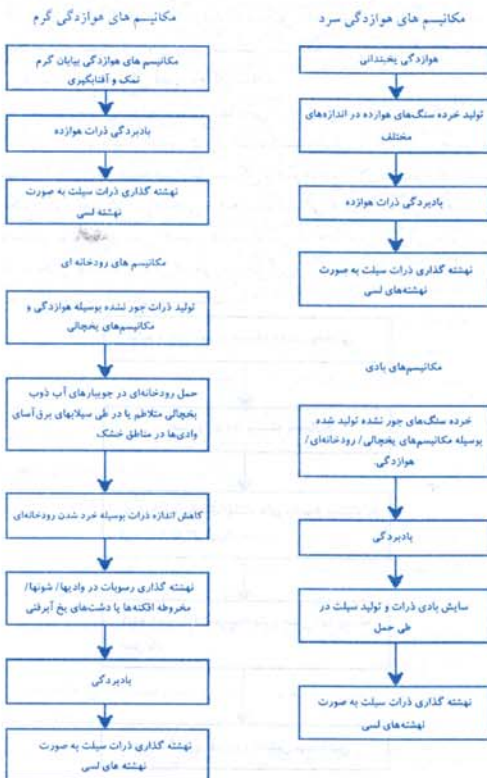 مکانیسم های هوازدگی سرد
هوازدگی یخبندانی
تولید خرده سنگ‌های هوازده در اندازه‌های
مختلف
بادبردگی ذرات هوازده
نهشته گذاری ذرات سیلت به صورت
نهشته‌های لسی
مکانیسم‌های بادی
خرده سنگ‌های جور نشده تولید شده
بوسیله مکانیسم‌های یخچالی/ رودخانه‌ای/
هوازدگی.
بادبردگی
سایش بادی ذرات و تولید سیلت در
طی حمل
نهشته گذاری ذرات سیلت به صورت
نهشته‌های لسی
مکانیسم های هوازدگی گرم
مکانیسم های هوازدگی بیابان گرم
نمک و آفتابگیری
بادبردگی ذرات هوازده
نهشته گذاری ذرات سیلت به صورت
نهشته لسی
مکانیسم های رودخانه ای
تولید ذرات جور نشده بوسیله هوازدگی و
مکانیسم‌های یخچالی
حمل رودخانه‌ای در جویبارهای آب ذوب
یخچالی متلاطم یا در طی سیلابهای برق‌آسای
وادی‌ها در مناطق خشک
کاهش اندازه ذرات بوسیله خرد شدن رودخانه‌ای
نهشته گذاری رسوبات در وادیها/ شوتها/
مخروطه افکنه‌ها یا دشت‌های یخ آبرفتی
بادبردگی
نهشته گذاری ذرات سیلت به صورت
نهشته های لسی